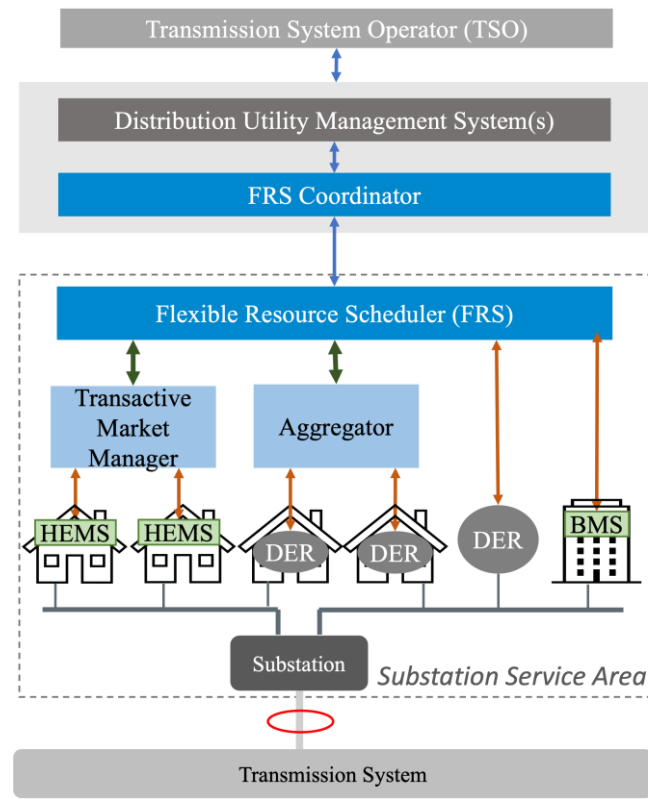 Transmission System Operator (TSO)
Distribution Utility Management System(s)
FRS Coordinator
Flexible Resource Scheduler (FRS)
Transactive
Market
Manager
Aggregator
HEMS
HEMS
DER
DER
DER
BMS
Substation
Substation Service Area
Transmission System